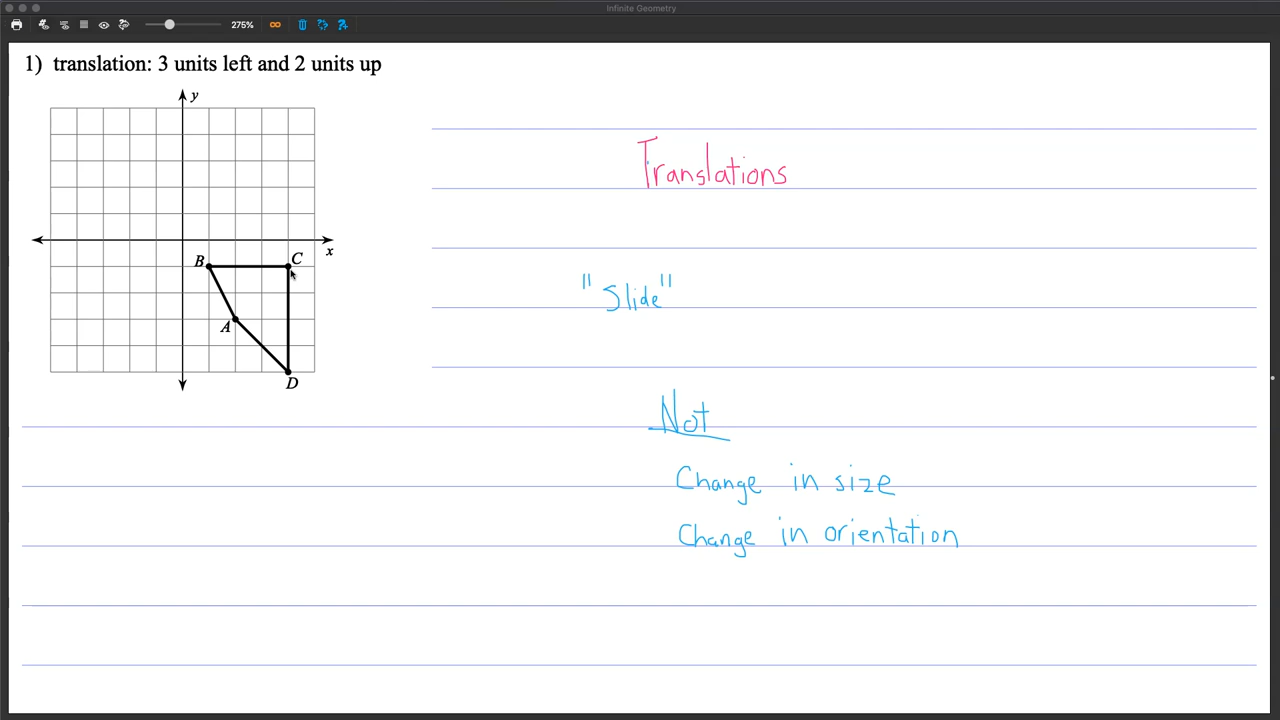 Infinite Geometry
275%
1) translation: 3 units left and 2 units up
y
x
B
C
A
D
Translations
"Slide"
Not
Change in size
Change in orientation